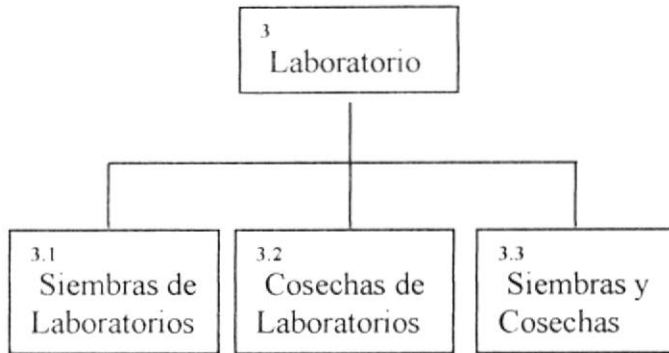 3
Laboratorio
3.1
Siembras de
Laboratorios
3.2
Cosechas de
Laboratorios
3.3
Siembras y
Cosechas